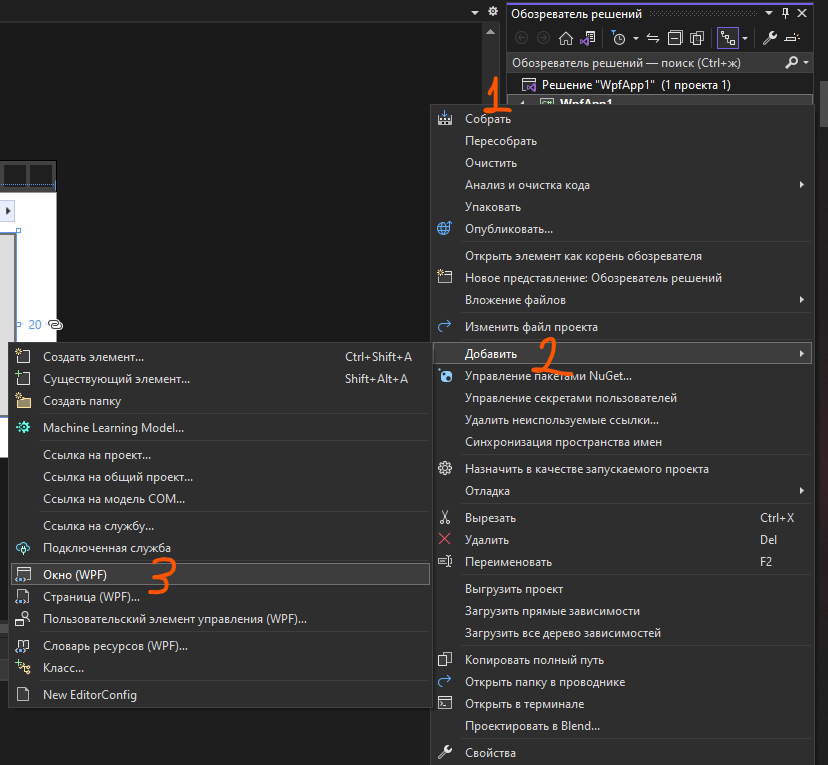 Обозреватель решений
Обозреватель решений — поиск (Ctrl+ж)
Решение "WpfApp1" (1 проекта 1)
WpfApp1
1
Собрать
Пересобрать
Очистить
Анализ и очистка кода
Упаковать
Опубликовать...
Открыть элемент как корень обозревателя
Новое представление: Обозреватель решений
Вложение файлов
Изменить файл проекта
Добавить
2
Управление пакетами NuGet...
Управление секретами пользователей
Удалить неиспользуемые ссылки...
Синхронизация пространства имен
Назначить в качестве запускаемого проекта
Отладка
Вырезать Ctrl+X
Удалить Del
Переименовать F2
Выгрузить проект
Загрузить прямые зависимости
Загрузить все дерево зависимостей
Копировать полный путь
Открыть папку в проводнике
Открыть в терминале
Проектировать в Blend...
Свойства
20
Создать элемент... Ctrl+Shift+A
Существующий элемент... Shift+Alt+A
Создать папку
Machine Learning Model...
Ссылка на проект...
Ссылка на общий проект...
Ссылка на модель COM...
Ссылка на службу...
Подключенная служба
Окно (WPF)
3
Страница (WPF)...
Пользовательский элемент управления (WPF)...
Словарь ресурсов (WPF)...
Класс...
New EditorConfig